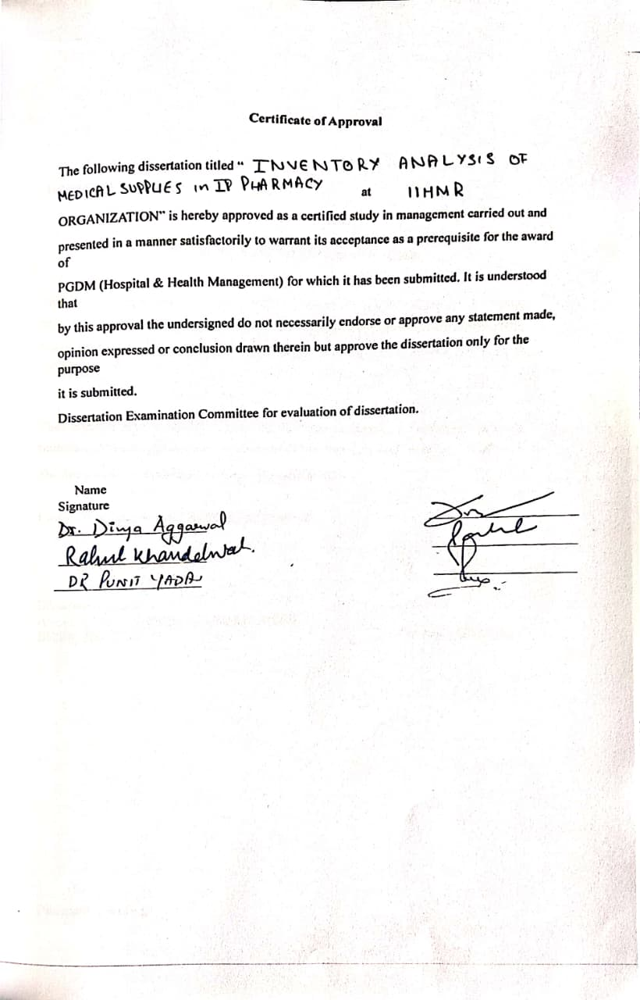 Certificate of Approval
The following dissertation titled " INVENTORY ANALYSIS OF
MEDICAL SUPPLIES in IP PHARMACY at IIHMR
ORGANIZATION" is hereby approved as a certified study in management carried out and
presented in a manner satisfactorily to warrant its acceptance as a prerequisite for the award
of
PGDM (Hospital & Health Management) for which it has been submitted. It is understood
that
by this approval the undersigned do not necessarily endorse or approve any statement made,
opinion expressed or conclusion drawn therein but approve the dissertation only for the
purpose
it is submitted.
Dissertation Examination Committee for evaluation of dissertation.
Name
Signature
Dr. Divya Aggarwal
Rahul Khandelwal.
DR PUNIT YADAV